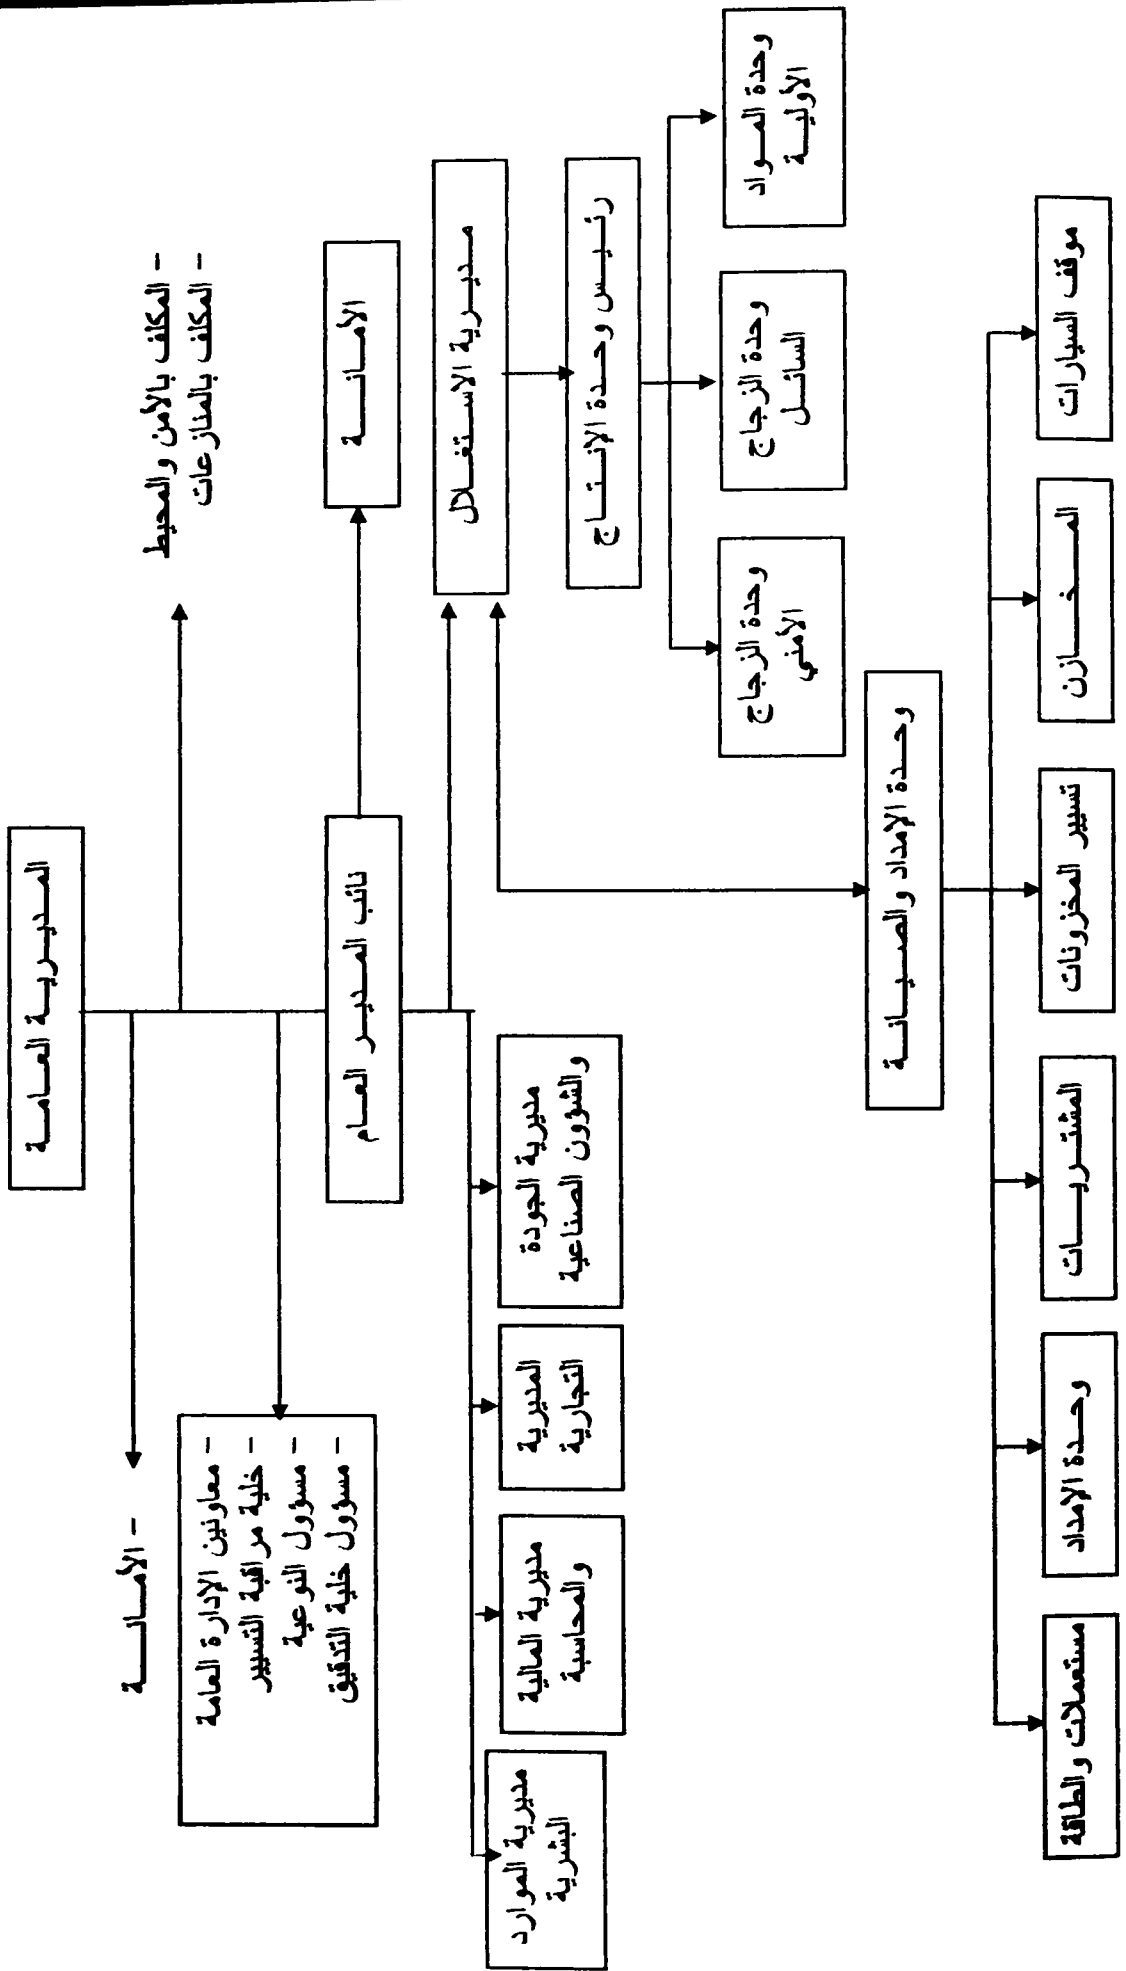 المديرية العامة
– الأمانة
– المكلف بالأمن والمحيط
– المكلف بالمنازعات
– معاونين الإدارة العامة
– خلية مراقبة التسيير
– مسؤول النوعية
– مسؤول خلية التدقيق
نائب المدير العام
الأمانة
مديرية الاستغلال
رئيس وحدة الإنتاج
وحدة المواد
الأولية
وحدة الزجاج
السائل
وحدة الزجاج
الأمني
مديرية الجودة
والشؤون الصناعية
المديرية
التجارية
مديرية المالية
والمحاسبة
مديرية الموارد
البشرية
وحدة الإمداد والصيانة
موقف السيارات
المخازن
تسيير المخزونات
المشتريات
وحدة الإمداد
مستعملات والطاقة